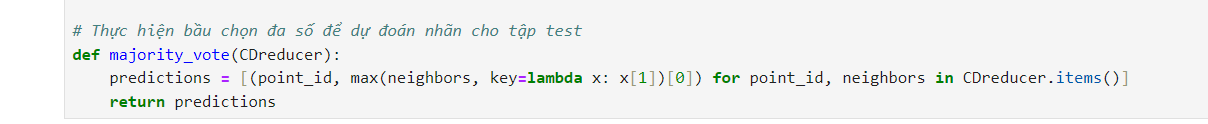 # Thực hiện bầu chọn đa số để dự đoán nhãn cho tập test
def majority_vote(CDreducer):
    predictions = [(point_id, max(neighbors, key=lambda x: x[1])[0]) for point_id, neighbors in CDreducer.items()]
    return predictions